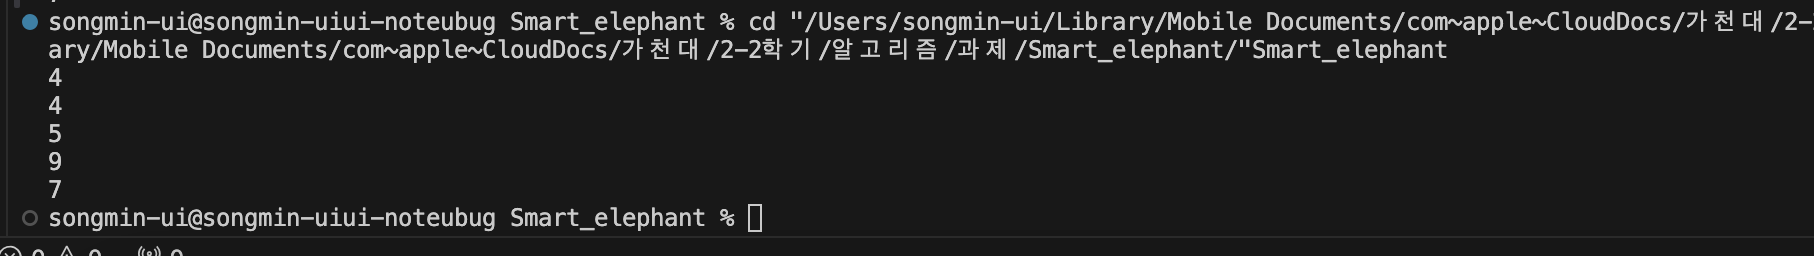 songmin-ui@songmin-uiui-noteubug Smart_elephant % cd "/Users/songmin-ui/Library/Mobile Documents/com~apple~CloudDocs/가천대/2-
ary/Mobile Documents/com~apple~CloudDocs/가천대/2-2학기/알고리즘/과제/Smart_elephant/"Smart_elephant
4
4
5
9
7
songmin-ui@songmin-uiui-noteubug Smart_elephant %